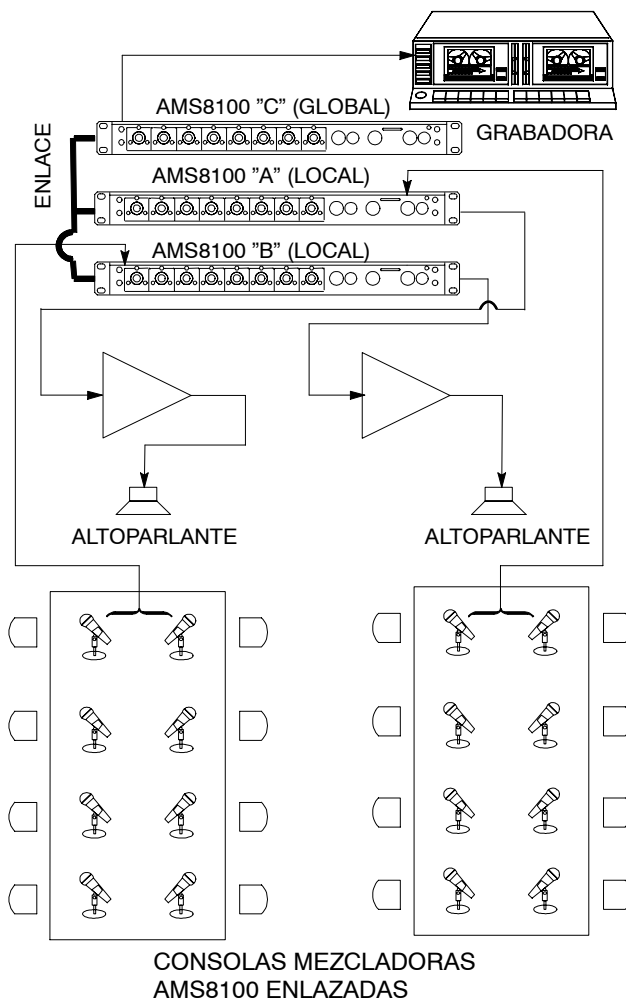 AMS8100 ”C” (GLOBAL)
GRABADORA
ENLACE
AMS8100 ”A” (LOCAL)
AMS8100 ”B” (LOCAL)
ALTOPARLANTE
ALTOPARLANTE
CONSOLAS MEZCLADORAS
AMS8100 ENLAZADAS